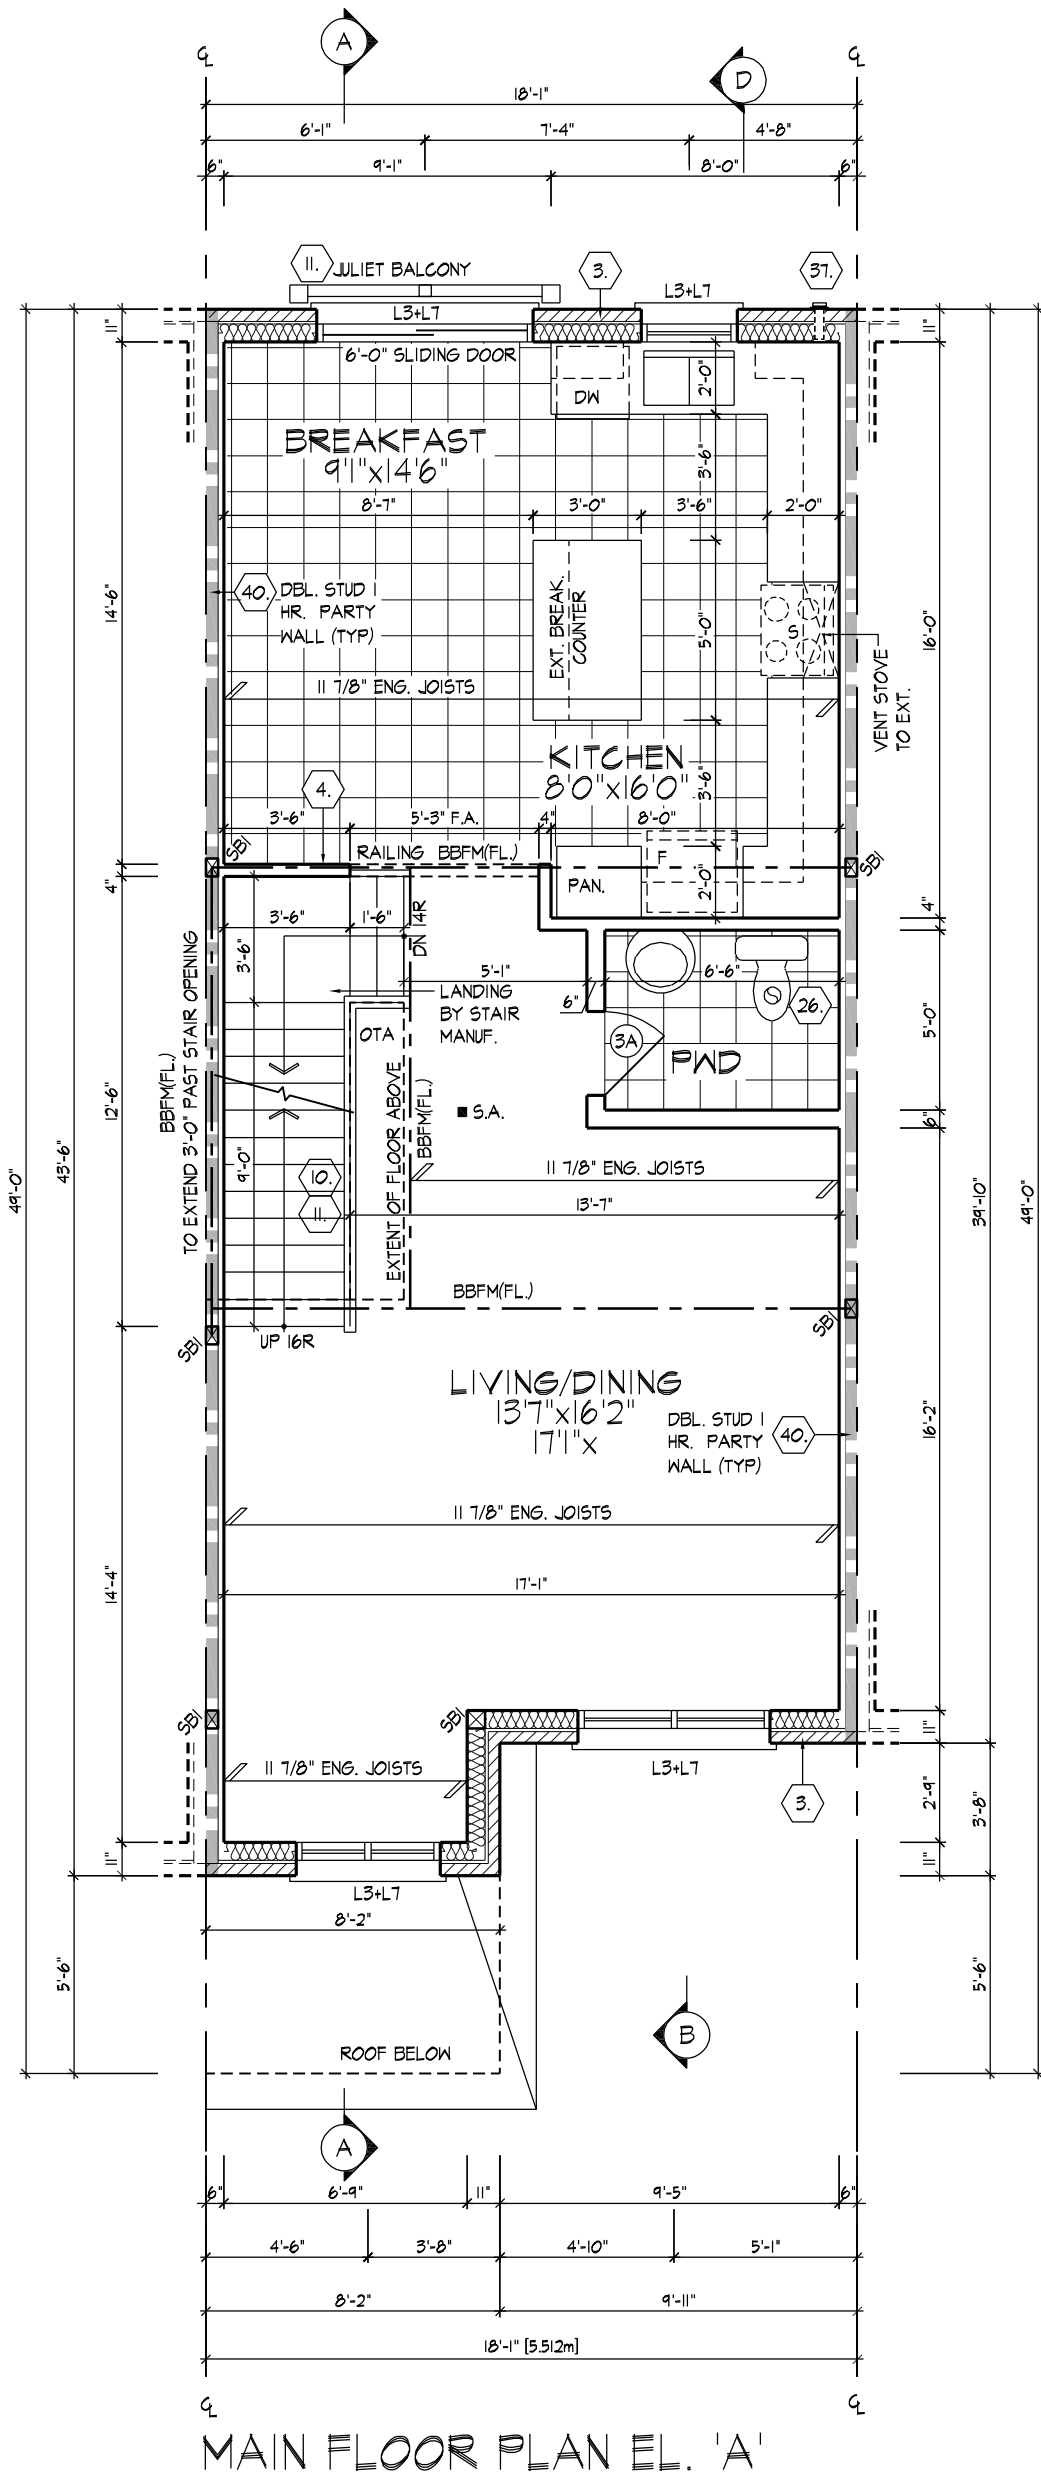 A
D
18'-1"
6'-1" 7'-4" 4'-8"
6" 9'-1" 8'-0" 6"
11. JULIET BALCONY
3.
37.
L3+L7
L3+L7
11"
11"
6'-0" SLIDING DOOR
DW
2'-0"
BREAKFAST
9'1"x14'6"
3'-6"
8'-7" 3'-0" 3'-6" 2'-0"
14'-6"
40. DBL. STUD 1
HR. PARTY
WALL (TYP)
EXT. BREAK.
COUNTER
5'-0"
S
16'-0"
VENT STOVE
TO EXT.
11 7/8" ENG. JOISTS
KITCHEN
8'0"x16'0"
3'-6"
4.
3'-6" 5'-3" F.A. 4" 8'-0"
SB1
RAILING BBFM(FL.)
F
SB1
PAN.
2'-0"
4"
4"
3'-6" 1'-6"
DN 14R
3'-6"
5'-1"
6'-6"
6"
LANDING
BY STAIR
MANUF.
26.
5'-0"
OTA
3A
PWD
BBFM(FL.)
TO EXTEND 3'-0" PAST STAIR OPENING
12'-6"
EXTENT OF FLOOR ABOVE
BBFM(FL.)
S.A.
6"
9'-0"
10.
11.
11 7/8" ENG. JOISTS
13'-7"
49'-0"
43'-6"
39'-10"
49'-0"
BBFM(FL.)
SB1
SB1
UP 16R
LIVING/DINING
13'7"x16'2"
17'1"x
DBL. STUD 1
HR. PARTY
WALL (TYP)
40.
16'-2"
11 7/8" ENG. JOISTS
14'-4"
17'-1"
SB1
SB1
11"
11 7/8" ENG. JOISTS
L3+L7
3.
2'-9"
3'-8"
11"
11"
L3+L7
8'-2"
5'-6"
5'-6"
B
ROOF BELOW
A
6" 6'-9" 11" 9'-5" 6"
4'-6" 3'-8" 4'-10" 5'-1"
8'-2" 9'-11"
18'-1" [5.512m]
MAIN FLOOR PLAN EL. 'A'